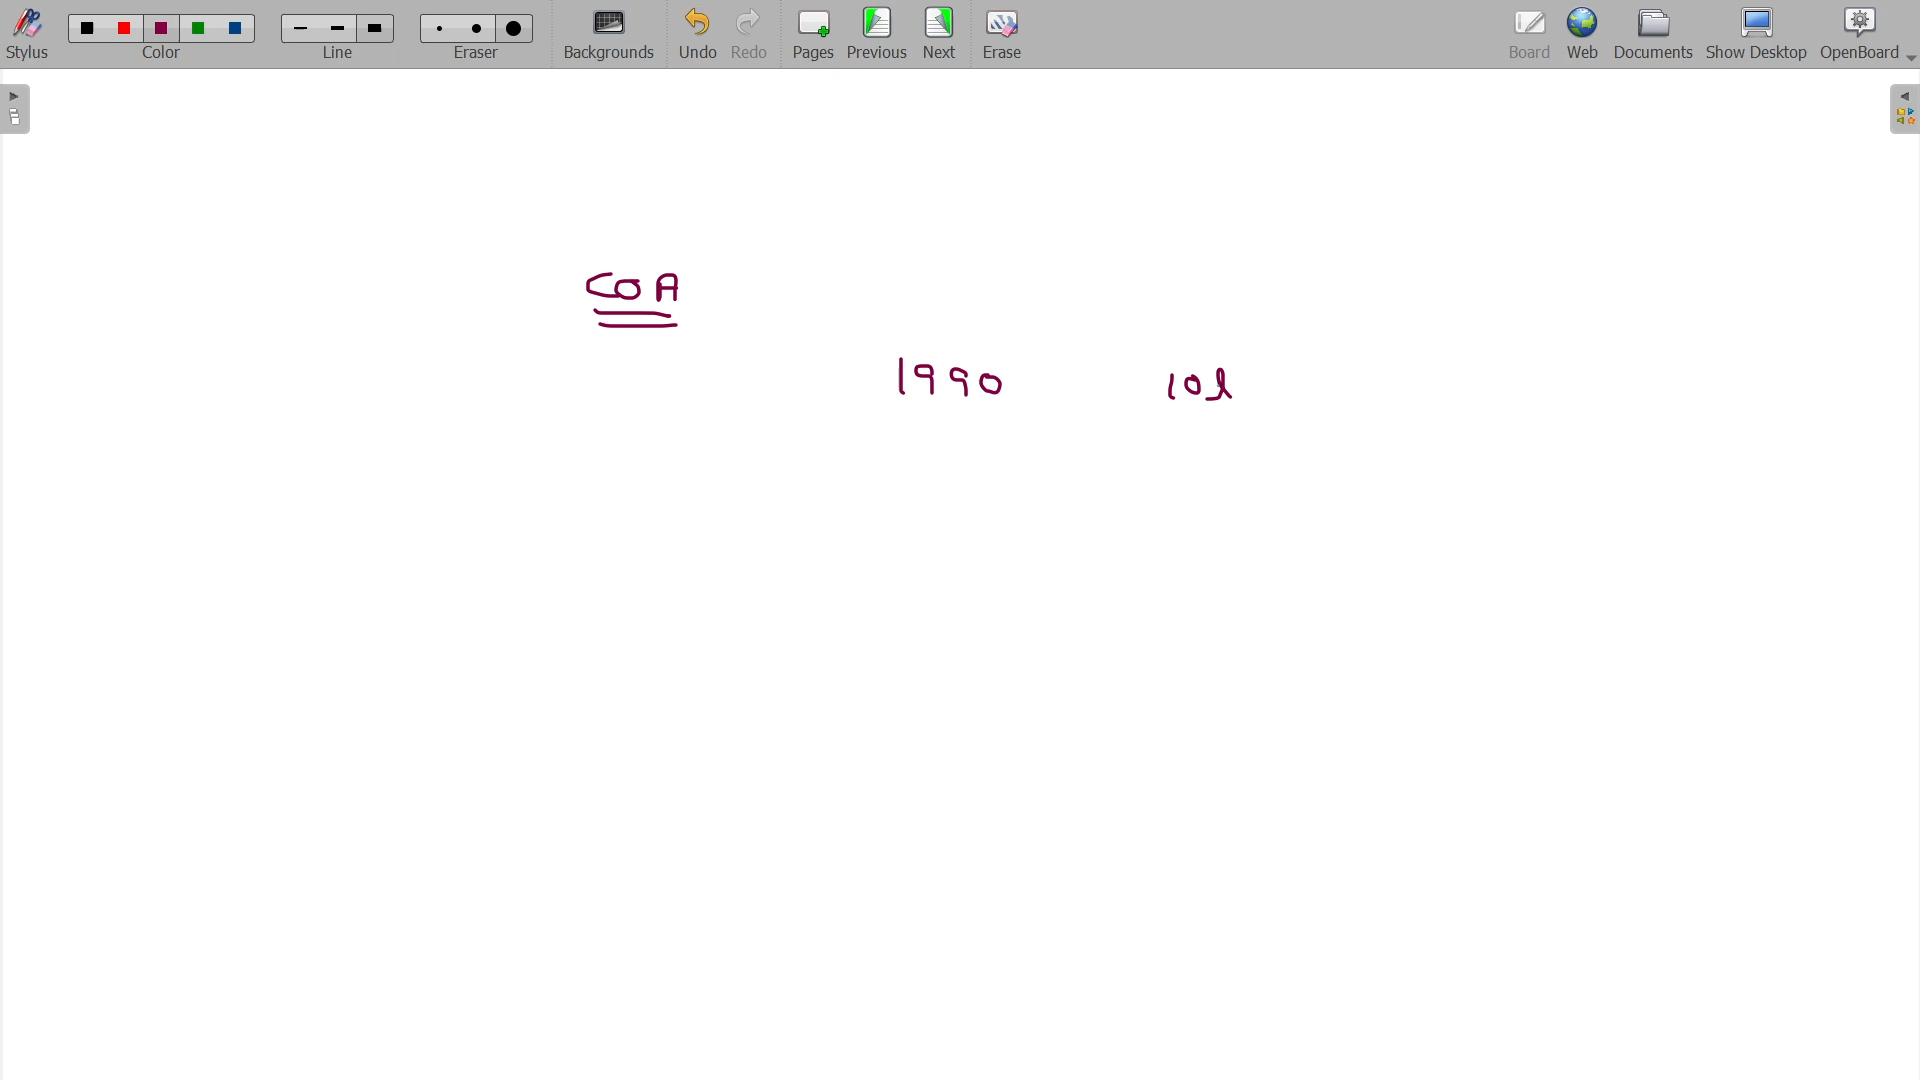 Stylus Color Line Eraser Backgrounds Undo Redo Pages Previous Next Erase Board Web Documents Show Desktop OpenBoard
COA
1990 10l